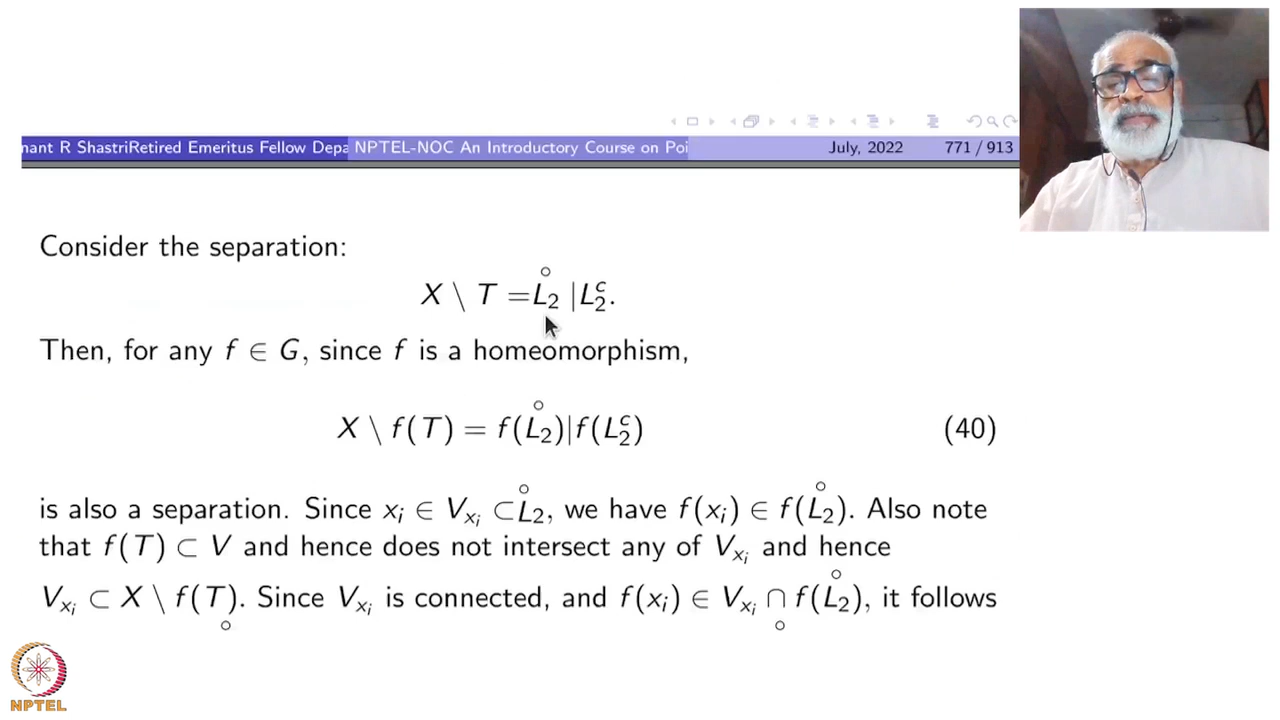 nant R ShastriRetired Emeritus Fellow Depa NPTEL-NOC An Introductory Course on Poi July, 2022 771 / 913
Consider the separation:
X \ T = L̊₂ | L₂ᶜ.
Then, for any f ∈ G, since f is a homeomorphism,
X \ f(T) = f(L̊₂)|f(L₂ᶜ) (40)
is also a separation. Since xᵢ ∈ Vₓᵢ ⊂ L̊₂, we have f(xᵢ) ∈ f(L̊₂). Also note
that f(T) ⊂ V and hence does not intersect any of Vₓᵢ and hence
Vₓᵢ ⊂ X \ f(T). Since Vₓᵢ is connected, and f(xᵢ) ∈ Vₓᵢ ∩ f(L̊₂), it follows
NPTEL